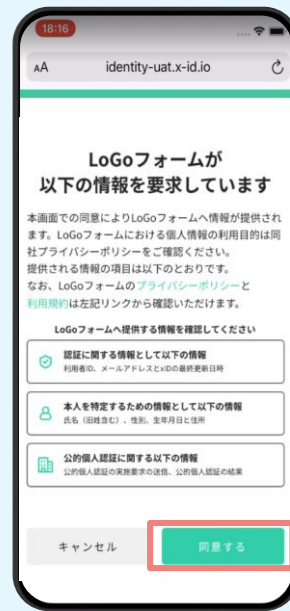 18:16
AA identity-uat.x-id.io
LoGoフォームが
以下の情報を要求しています
本画面での同意によりLoGoフォームへ情報が提供され
ます。LoGoフォームにおける個人情報の利用目的は同
社プライバシーポリシーをご確認ください。
提供される情報の項目は以下のとおりです。
なお、LoGoフォームのプライバシーポリシーと
利用規約は左記リンクから確認いただけます。
LoGoフォームへ提供する情報を確認してください
認証に関する情報として以下の情報
利用者ID、メールアドレスとxIDの最終更新日時
本人を特定するための情報として以下の情報
氏名（旧姓含む）、性別、生年月日と住所
公的個人認証に関する以下の情報
公的個人認証の実施要求の送信、公的個人認証の結果
キャンセル 同意する